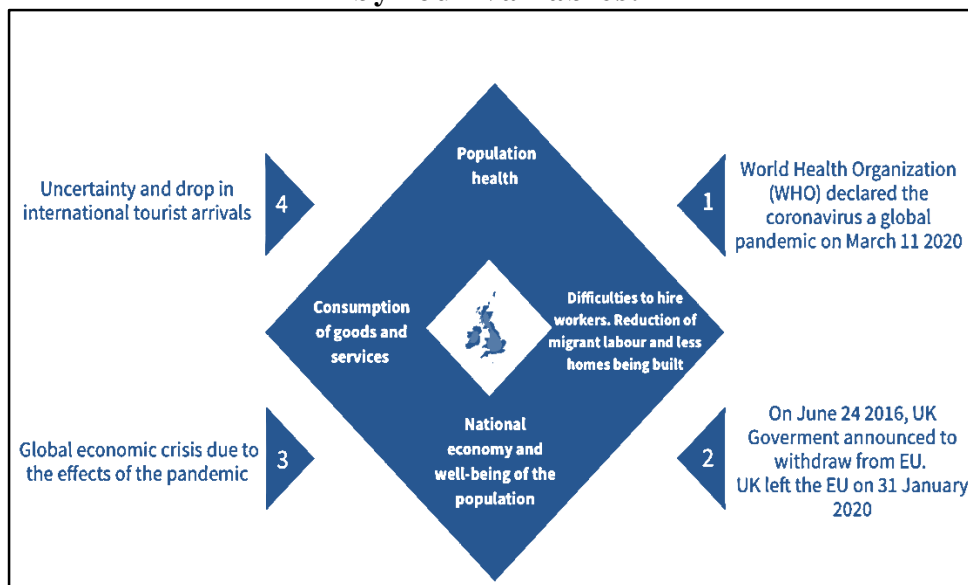 Population
health
Uncertainty and drop in
international tourist arrivals
4
1
World Health Organization
(WHO) declared the
coronavirus a global
pandemic on March 11 2020
Consumption
of goods and
services
Difficulties to hire
workers. Reduction of
migrant labour and less
homes being built
National
economy and
well-being of the
population
Global economic crisis due to
the effects of the pandemic
3
2
On June 24 2016, UK
Goverment announced to
withdraw from EU.
UK left the EU on 31 January
2020